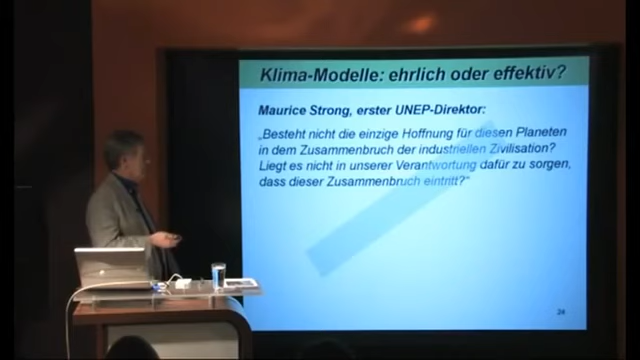 Klima-Modelle: ehrlich oder effektiv?
Maurice Strong, erster UNEP-Direktor:
„Besteht nicht die einzige Hoffnung für diesen Planeten
in dem Zusammenbruch der industriellen Zivilisation?
Liegt es nicht in unserer Verantwortung dafür zu sorgen,
dass dieser Zusammenbruch eintritt?“
24